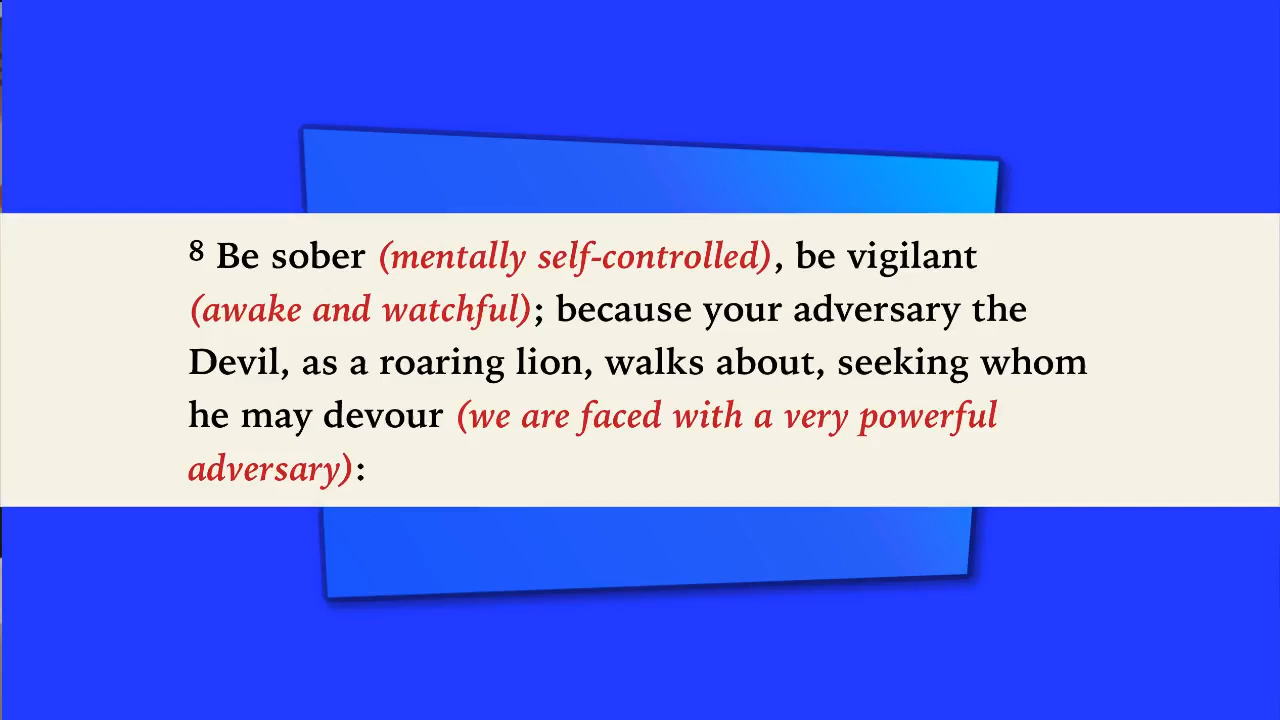 8 Be sober (mentally self-controlled), be vigilant
(awake and watchful); because your adversary the
Devil, as a roaring lion, walks about, seeking whom
he may devour (we are faced with a very powerful
adversary):